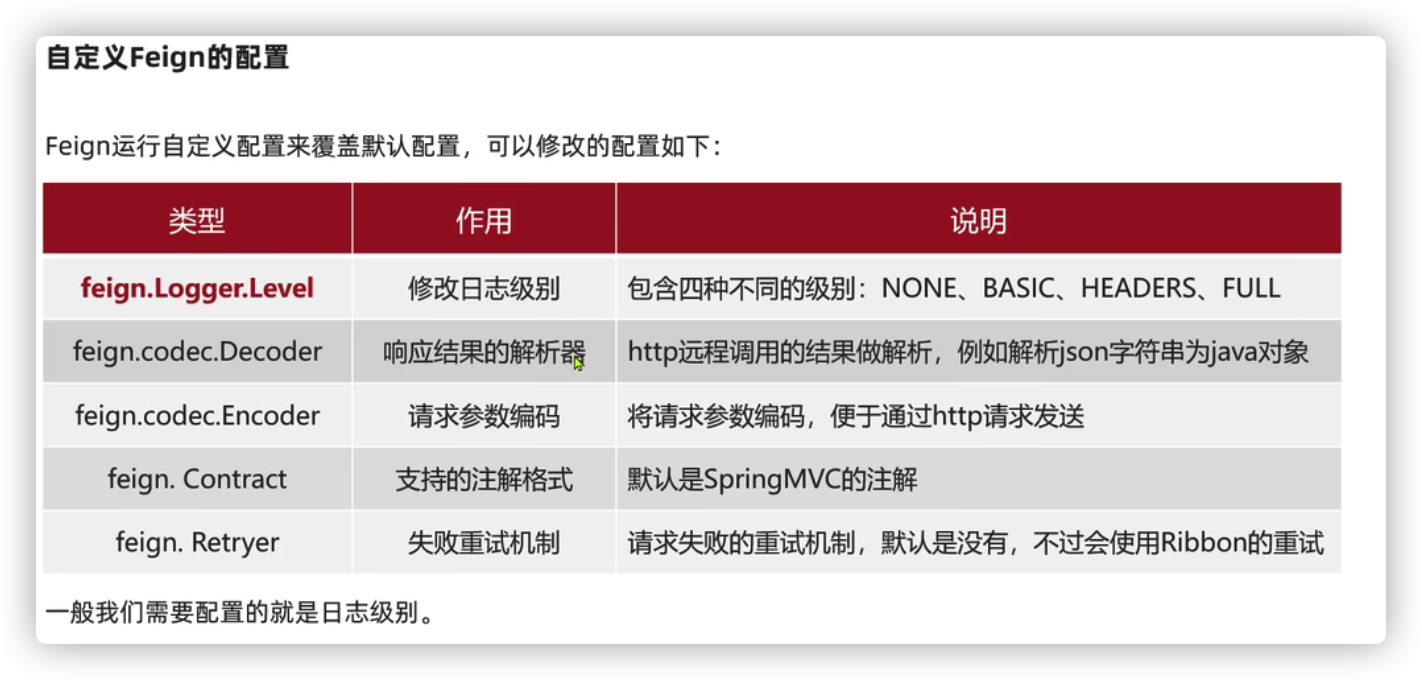 自定义Feign的配置
Feign运行自定义配置来覆盖默认配置，可以修改的配置如下：
类型 作用 说明
feign.Logger.Level 修改日志级别 包含四种不同的级别：NONE、BASIC、HEADERS、FULL
feign.codec.Decoder 响应结果的解析器 http远程调用的结果做解析，例如解析json字符串为java对象
feign.codec.Encoder 请求参数编码 将请求参数编码，便于通过http请求发送
feign. Contract 支持的注解格式 默认是SpringMVC的注解
feign. Retryer 失败重试机制 请求失败的重试机制，默认是没有，不过会使用Ribbon的重试
一般我们需要配置的就是日志级别。